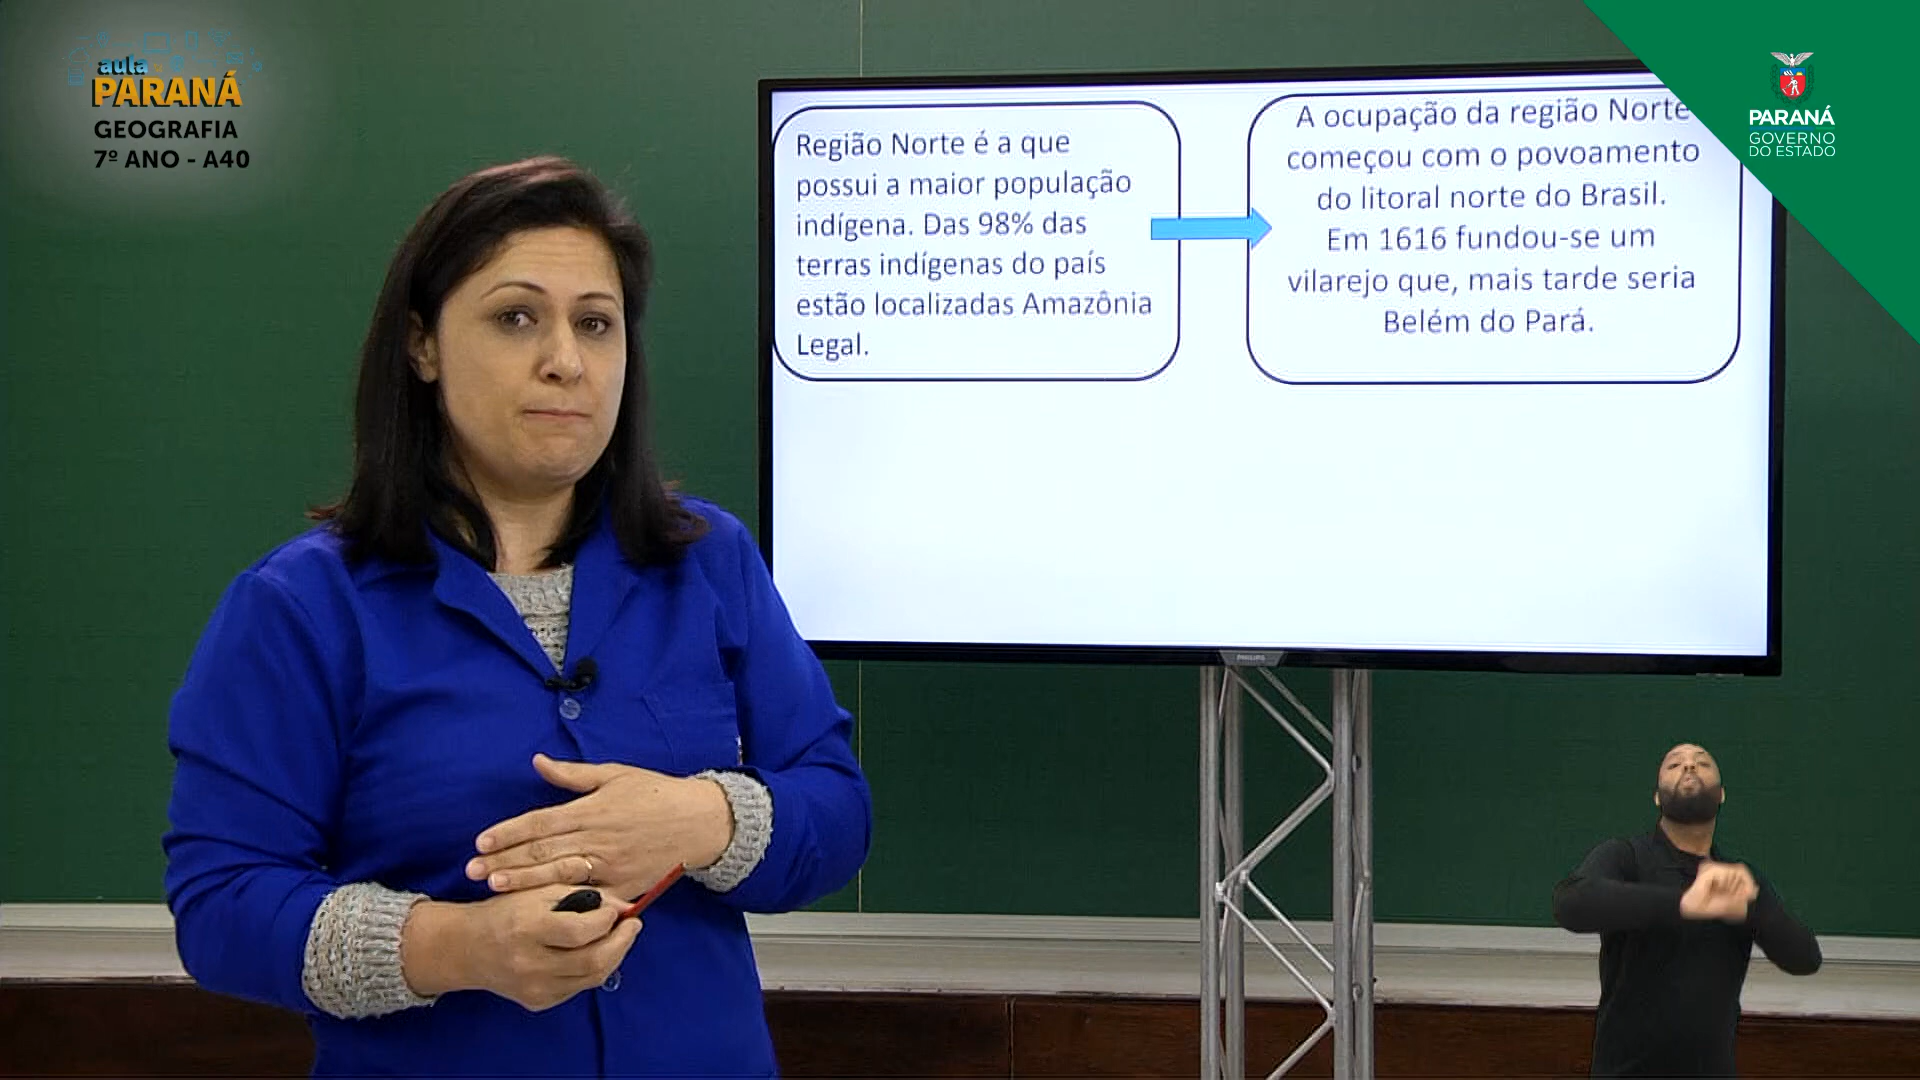 aula
PARANÁ
GEOGRAFIA
7º ANO - A40
Região Norte é a que
possui a maior população
indígena. Das 98% das
terras indígenas do país
estão localizadas Amazônia
Legal.
A ocupação da região Norte
começou com o povoamento
do litoral norte do Brasil.
Em 1616 fundou-se um
vilarejo que, mais tarde seria
Belém do Pará.
PARANÁ
GOVERNO
DO ESTADO
PHILIPS